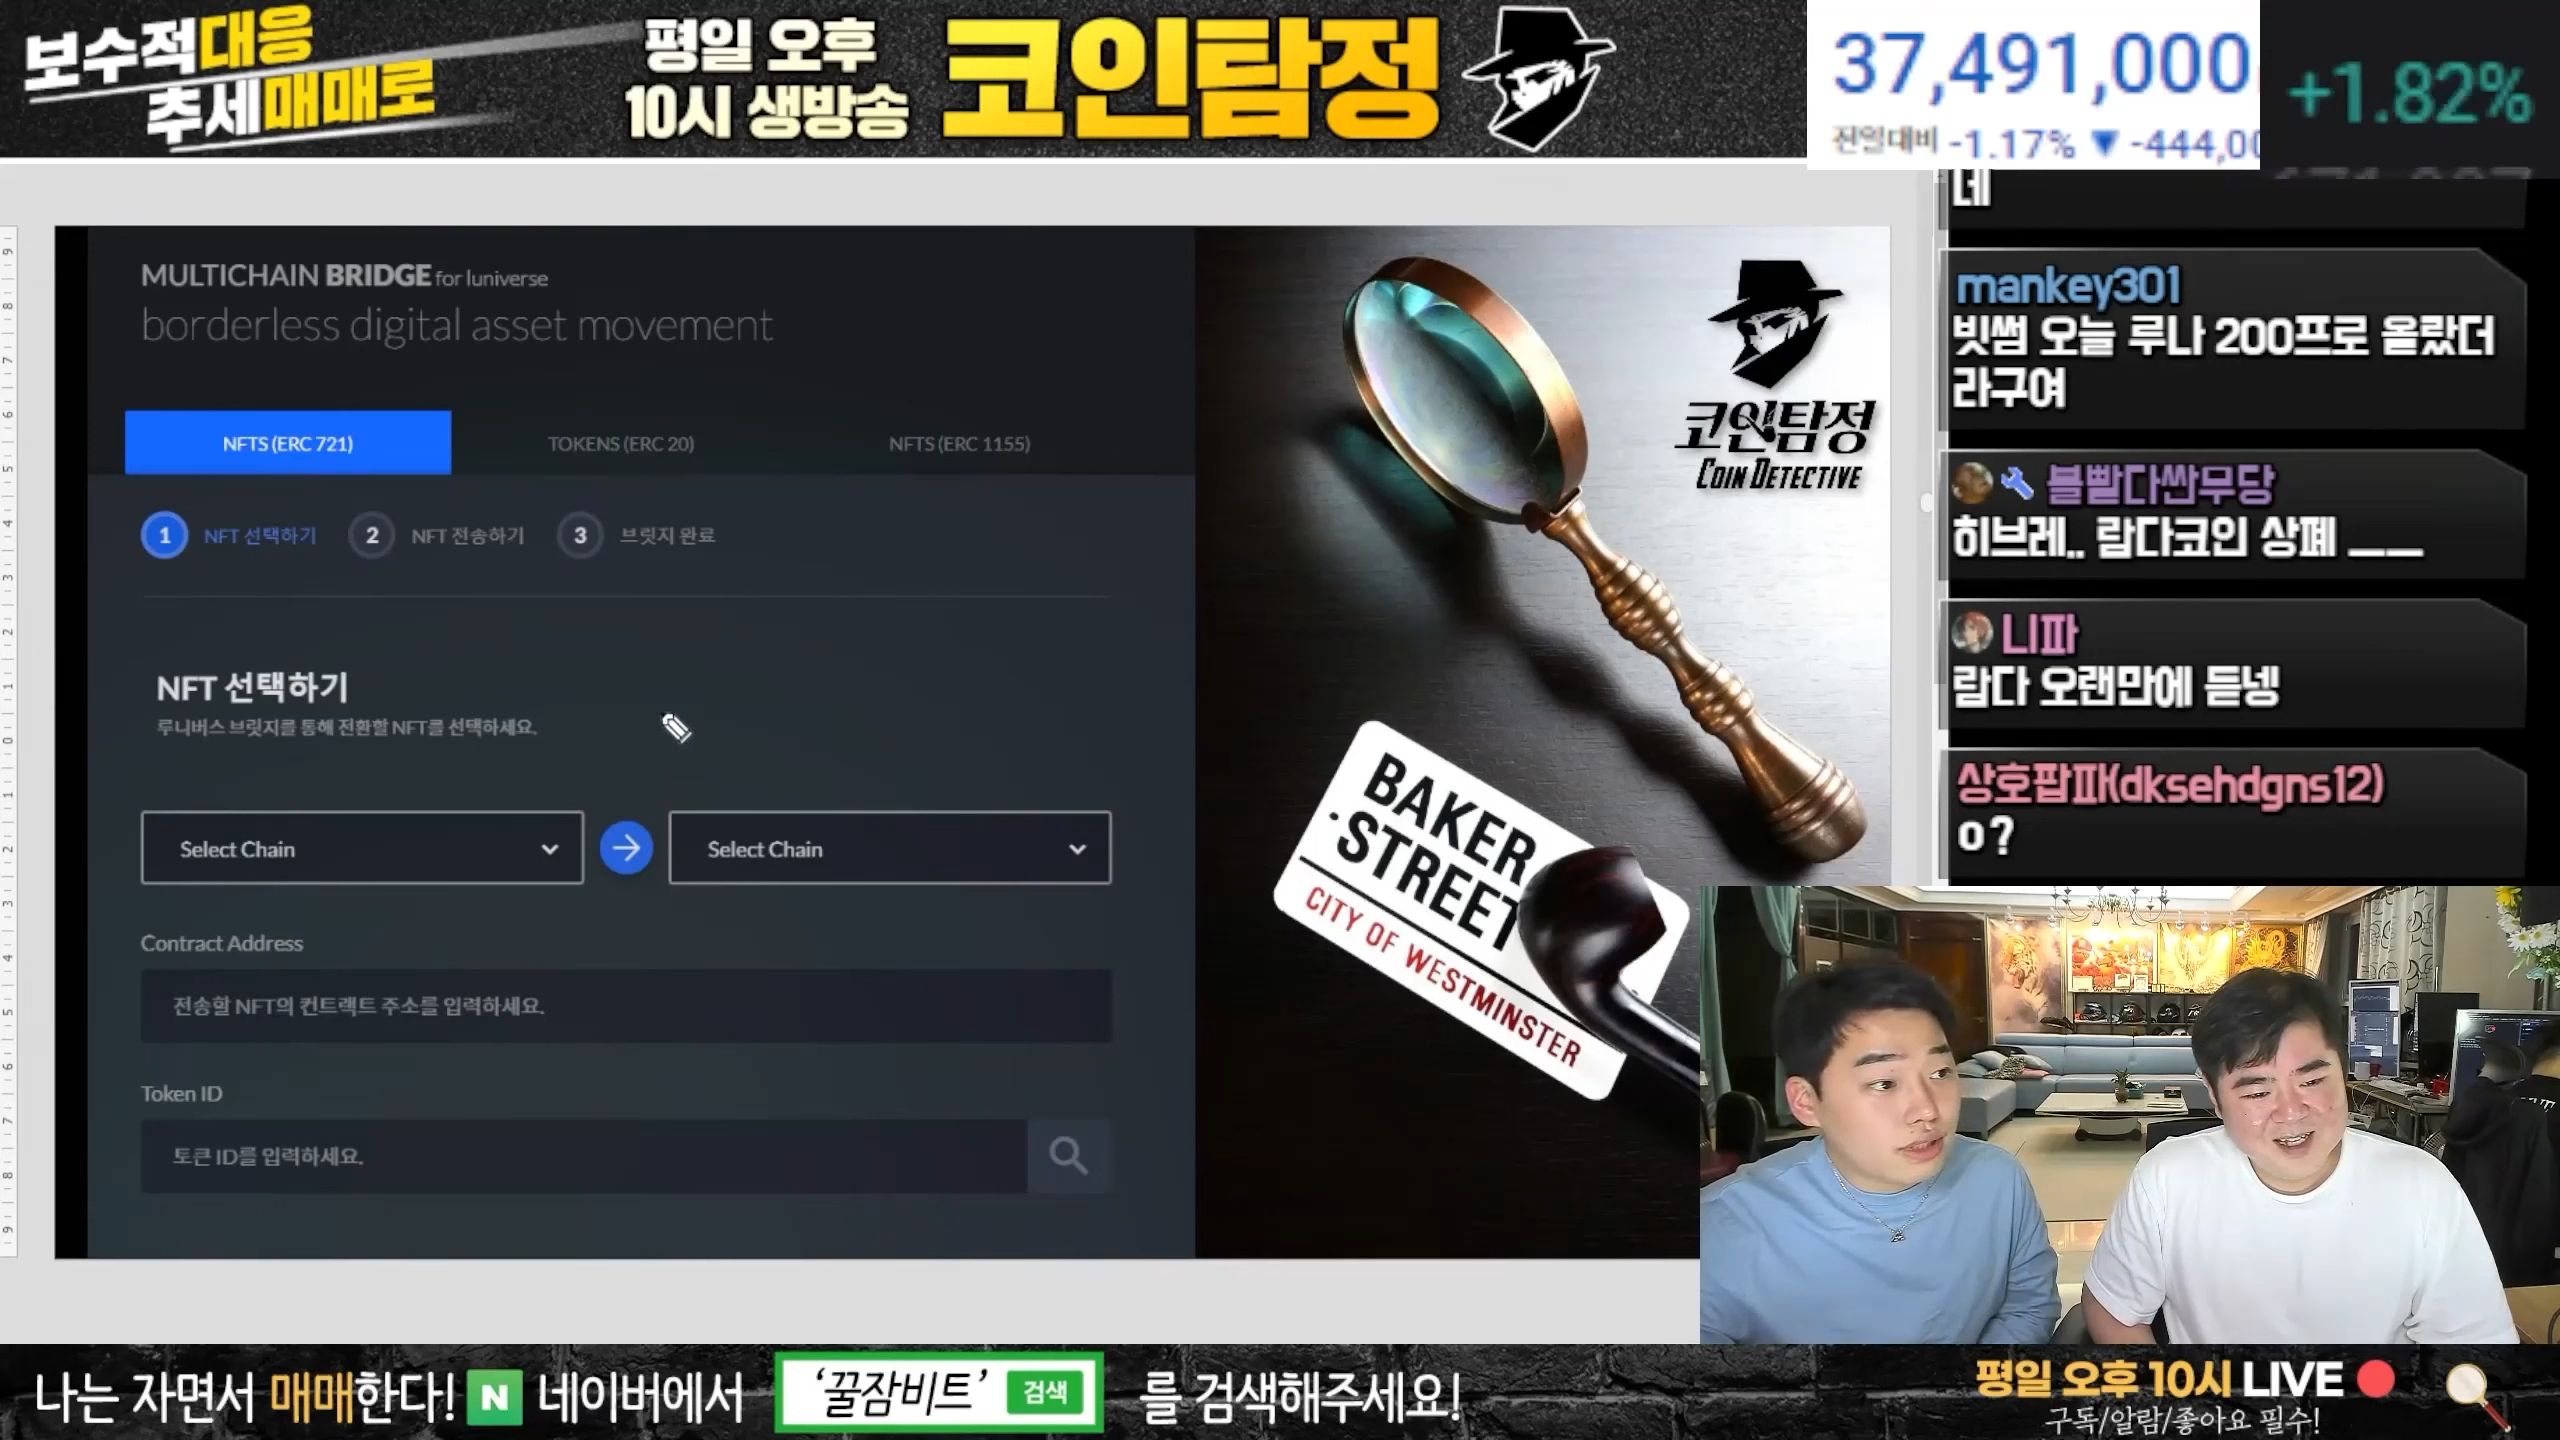 보수적대응
추세매매로
평일 오후
10시 생방송
코인탐정
37,491,000
전일대비 -1.17% ▼ -444,00
+1.82%
데
mankey301
빗썸 오늘 루나 200프로 올랐더
라구여
블빨다싼무당
히브레.. 람다코인 상폐 ㅡㅡ
니파
람다 오랜만에 듣넹
상호팝파(dksehdgns12)
ㅇ?
MULTICHAIN BRIDGE for luniverse
borderless digital asset movement
NFTS (ERC 721)
TOKENS (ERC 20)
NFTS (ERC 1155)
1 NFT 선택하기
2 NFT 전송하기
3 브릿지 완료
NFT 선택하기
루니버스 브릿지를 통해 전환할 NFT를 선택하세요.
Select Chain
Select Chain
Contract Address
전송할 NFT의 컨트랙트 주소를 입력하세요.
Token ID
토큰 ID를 입력하세요.
코인탐정
COIN DETECTIVE
BAKER
STREET
CITY OF WESTMINSTER
나는 자면서 매매한다! N 네이버에서 '꿀잠비트' 검색 를 검색해주세요!
평일 오후 10시 LIVE
구독/알람/좋아요 필수!